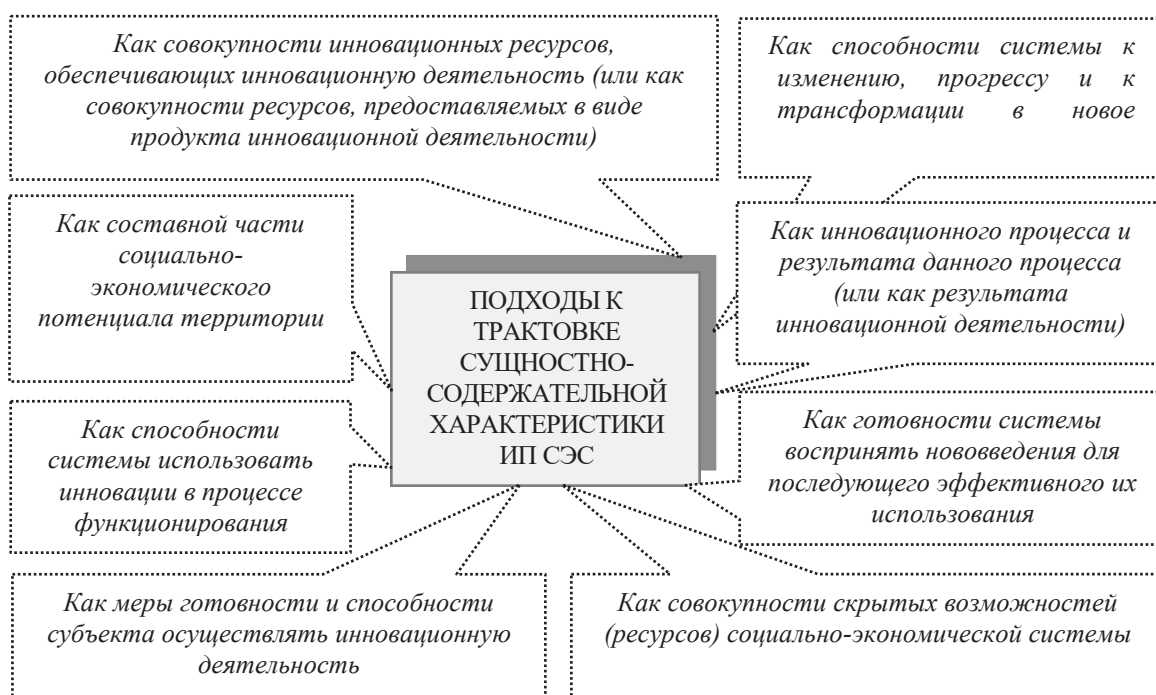 Как совокупности инновационных ресурсов,
обеспечивающих инновационную деятельность (или как
совокупности ресурсов, предоставляемых в виде
продукта инновационной деятельности)
Как способности системы к
изменению, прогрессу и к
трансформации в новое
Как составной части
социально-
экономического
потенциала территории
Как инновационного процесса и
результата данного процесса
(или как результата
инновационной деятельности)
ПОДХОДЫ К
ТРАКТОВКЕ
СУЩНОСТНО-
СОДЕРЖАТЕЛЬНОЙ
ХАРАКТЕРИСТИКИ
ИП СЭС
Как способности
системы использовать
инновации в процессе
функционирования
Как готовности системы
воспринять нововведения для
последующего эффективного их
использования
Как меры готовности и способности
субъекта осуществлять инновационную
деятельность
Как совокупности скрытых возможностей
(ресурсов) социально-экономической системы